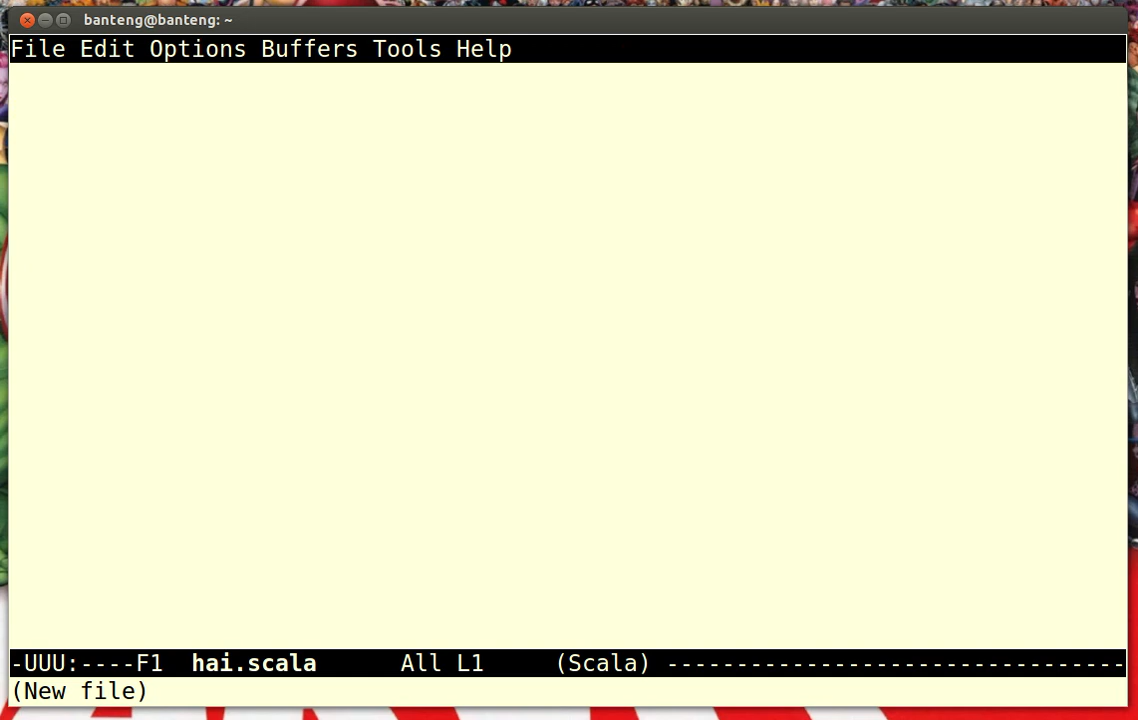 banteng@banteng: ~
File Edit Options Buffers Tools Help
-UUU:----F1  hai.scala      All L1     (Scala) ---------------------------------
(New file)